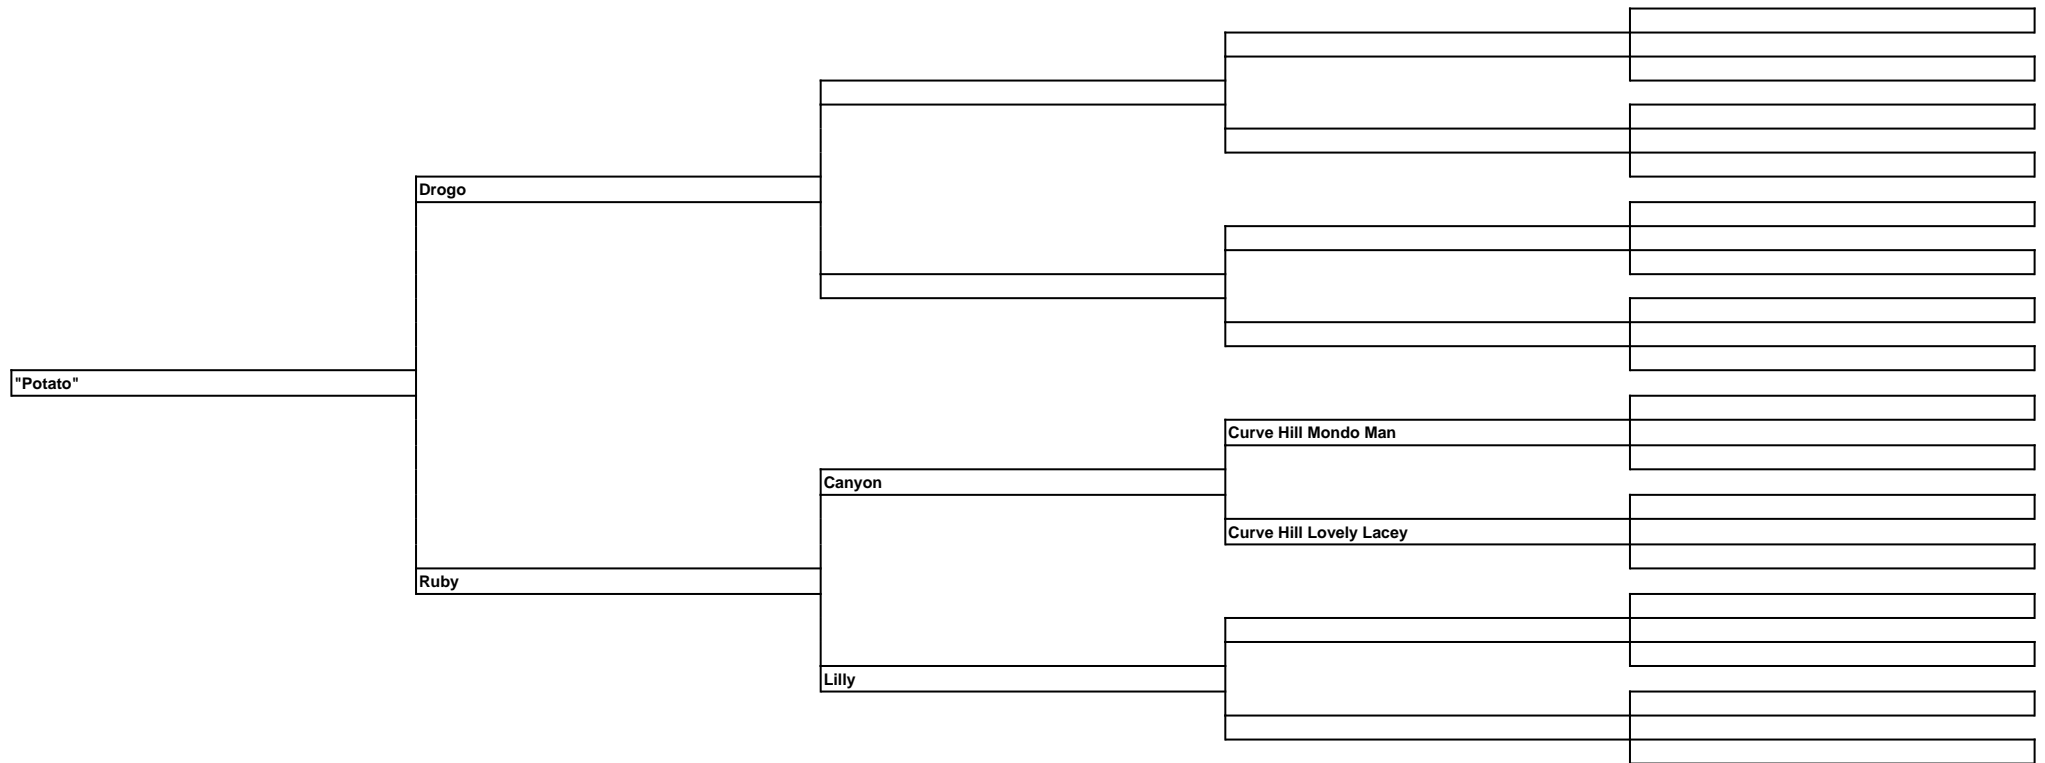 Drogo
"Potato"
Curve Hill Mondo Man
Canyon
Curve Hill Lovely Lacey
Ruby
Lilly